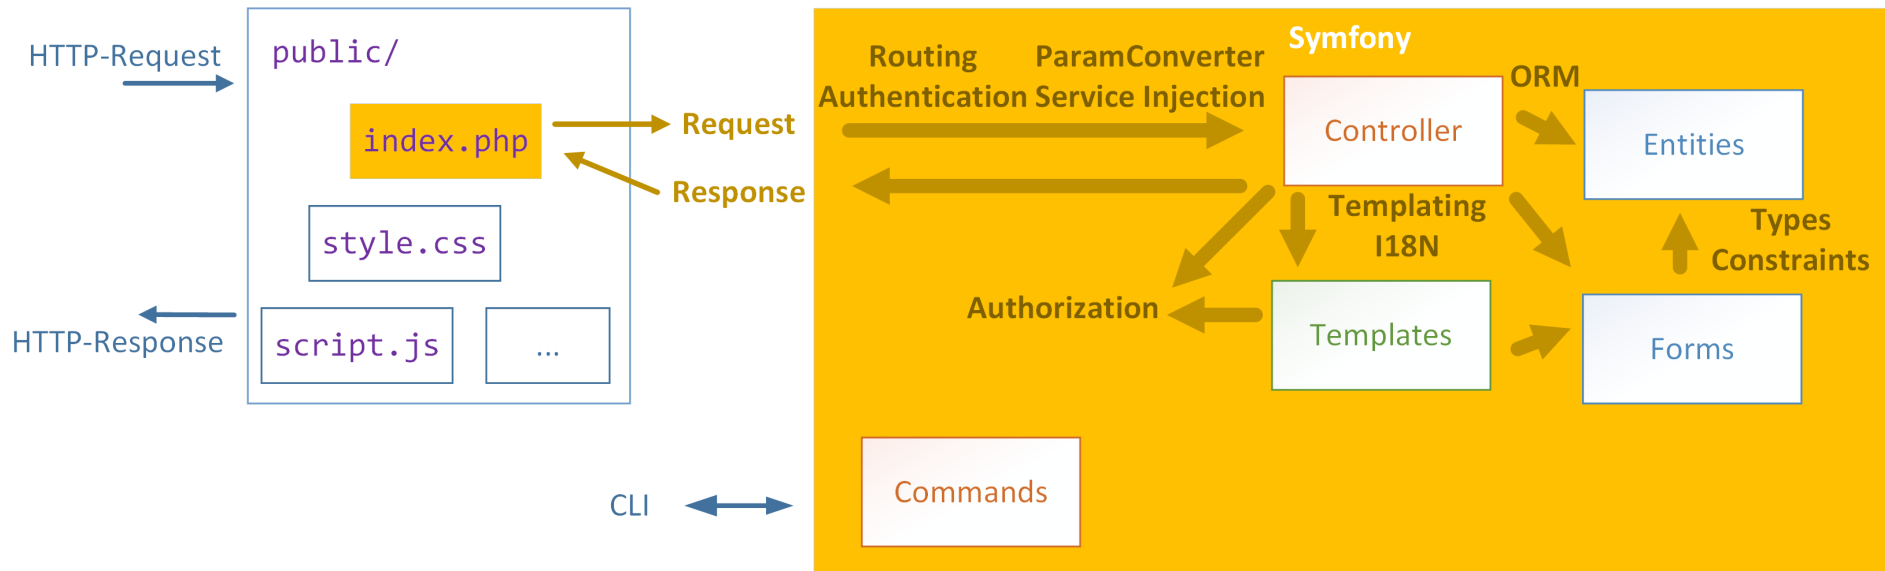 HTTP-Request
public/
index.php
style.css
script.js
...
HTTP-Response
Request
Response
CLI
Symfony
Routing
Authentication
ParamConverter
Service Injection
Controller
ORM
Entities
Templating
I18N
Types
Constraints
Authorization
Templates
Forms
Commands